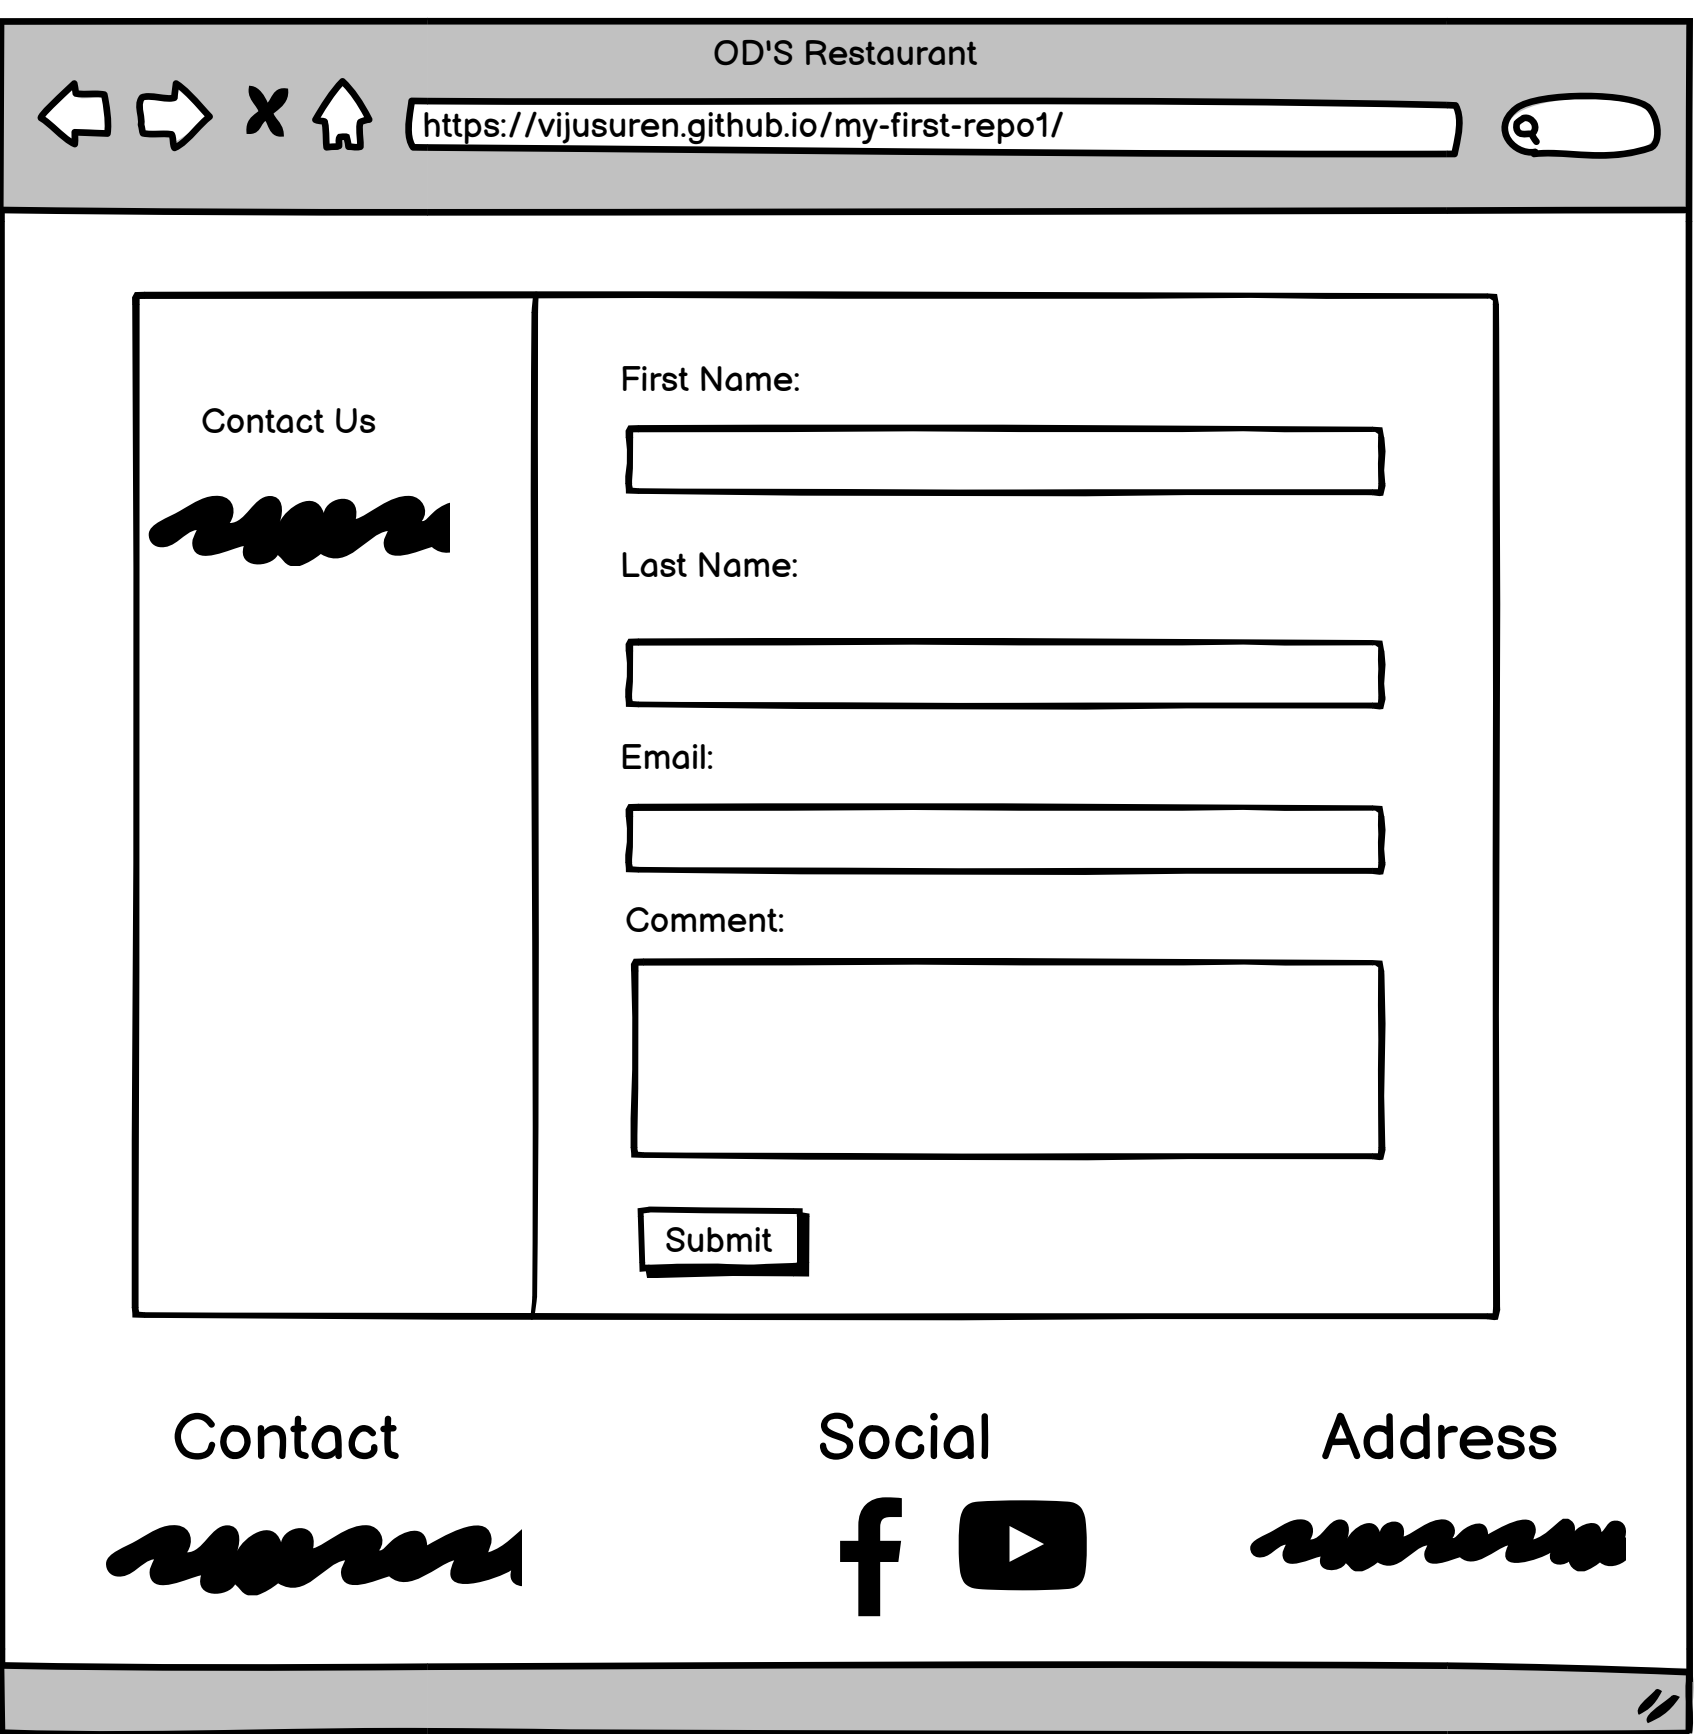 OD'S Restaurant
https://vijusuren.github.io/my-first-repo1/
Contact Us
First Name:
Last Name:
Email:
Comment:
Submit
Contact
Social
Address